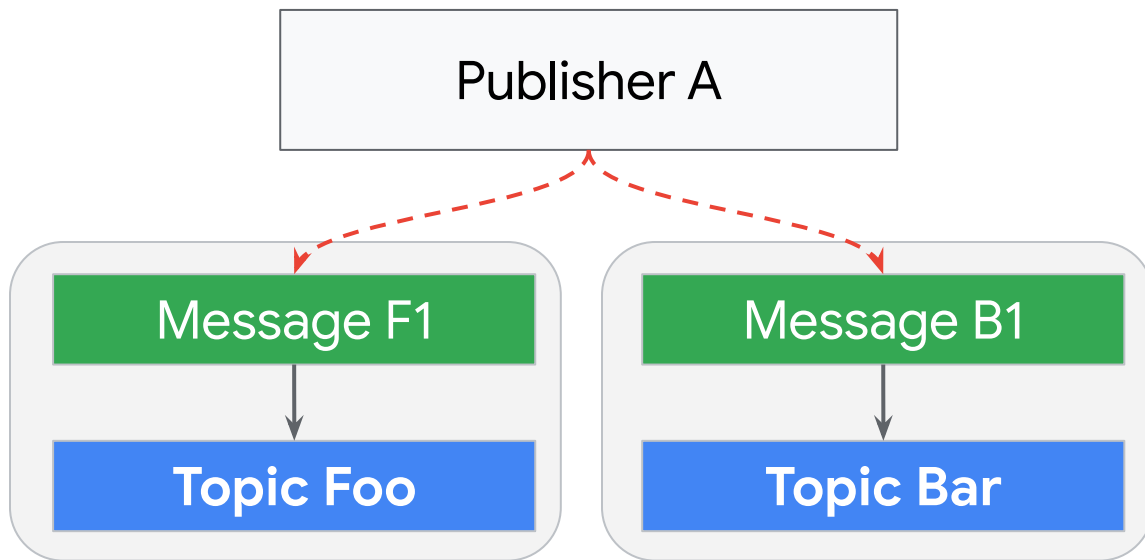 Publisher A
Message F1
Message B1
Topic Foo
Topic Bar